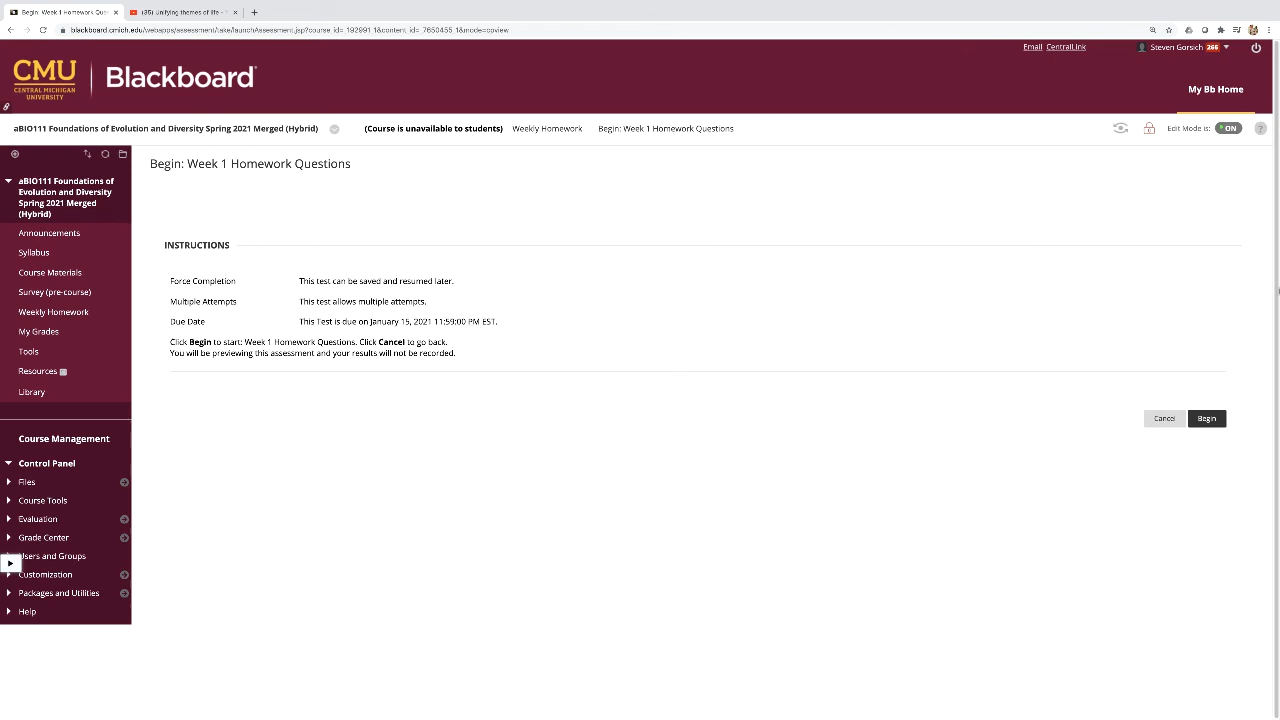 Begin: Week 1 Homework Ques
(35) Unifying themes of life -
blackboard.cmich.edu/webapps/assessment/take/launchAssessment.jsp?course_id=_192991_1&content_id=_7650455_1&mode=cpview
Email CentralLink
Steven Gorsich 266
CMU
CENTRAL MICHIGAN
UNIVERSITY
Blackboard
My Bb Home
aBIO111 Foundations of Evolution and Diversity Spring 2021 Merged (Hybrid)
(Course is unavailable to students)
Weekly Homework
Begin: Week 1 Homework Questions
Edit Mode is: ON
?
aBIO111 Foundations of
Evolution and Diversity
Spring 2021 Merged
(Hybrid)
Announcements
Syllabus
Course Materials
Survey (pre-course)
Weekly Homework
My Grades
Tools
Resources
Library
Course Management
Control Panel
Files
Course Tools
Evaluation
Grade Center
Users and Groups
Customization
Packages and Utilities
Help
Begin: Week 1 Homework Questions
INSTRUCTIONS
Force Completion This test can be saved and resumed later.
Multiple Attempts This test allows multiple attempts.
Due Date This Test is due on January 15, 2021 11:59:00 PM EST.
Click Begin to start: Week 1 Homework Questions. Click Cancel to go back.
You will be previewing this assessment and your results will not be recorded.
Cancel
Begin